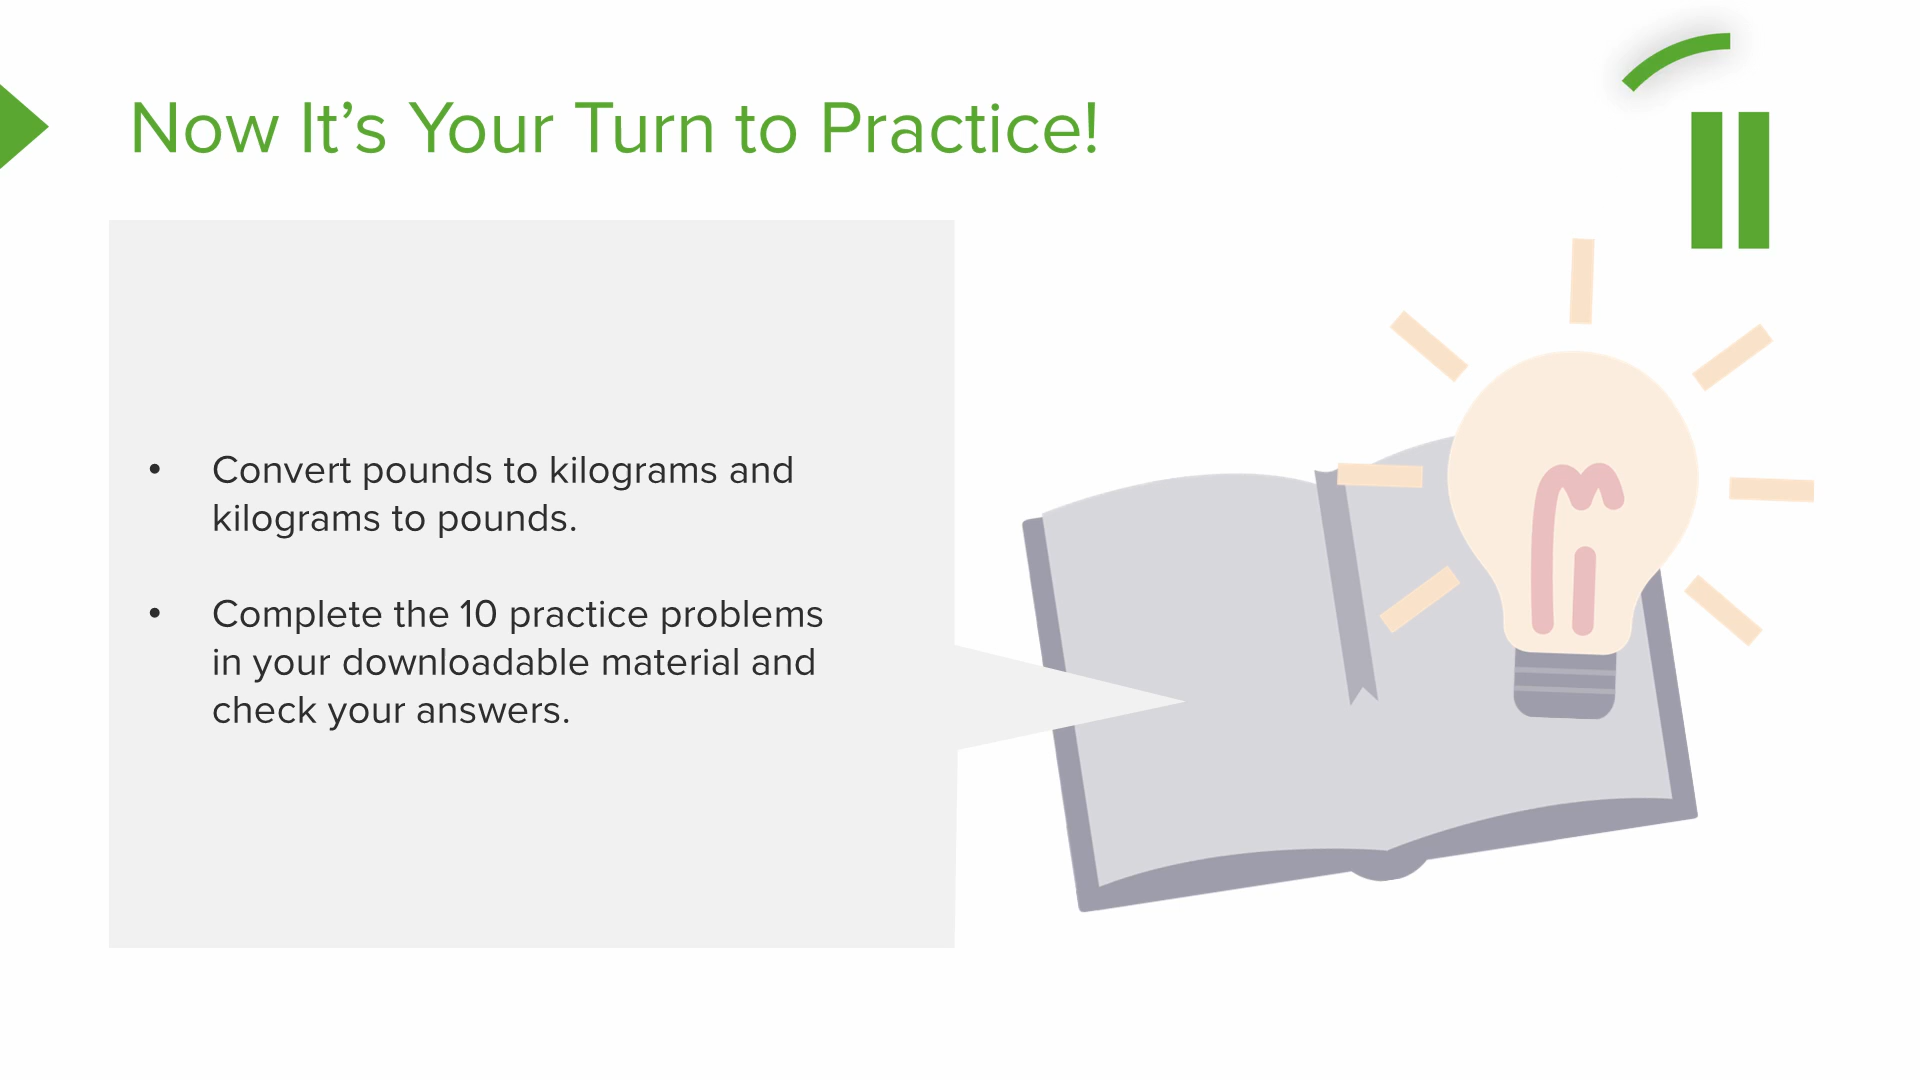 Now It’s Your Turn to Practice!
• Convert pounds to kilograms and
kilograms to pounds.
• Complete the 10 practice problems
in your downloadable material and
check your answers.